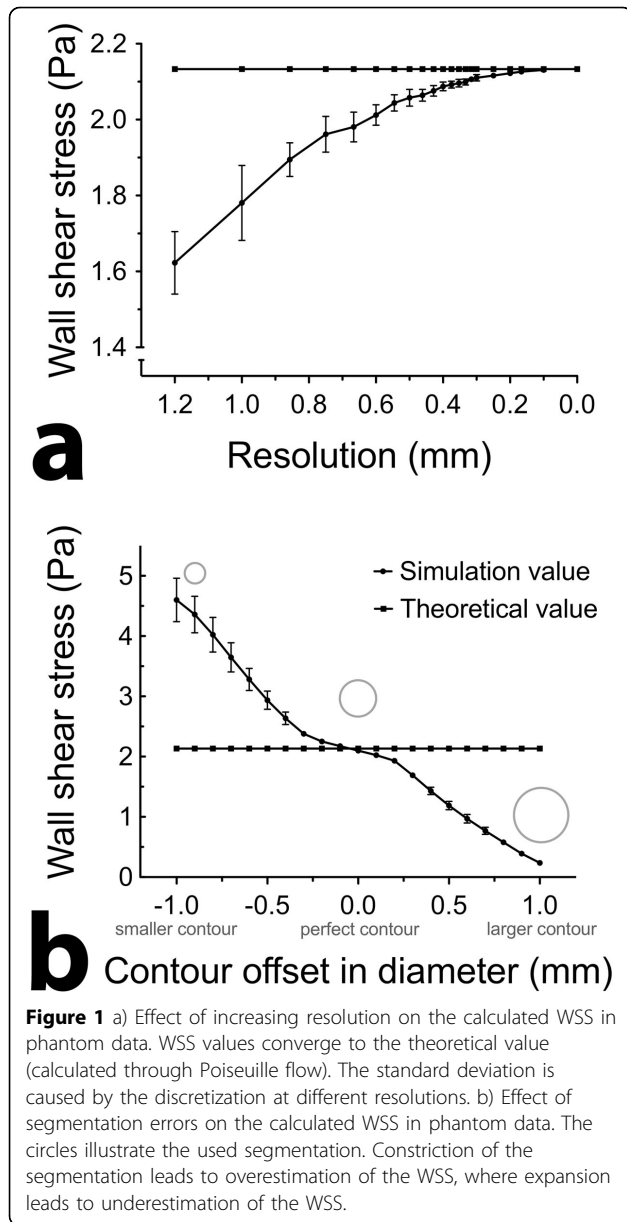 2.2
2.0
1.8
1.6
1.4
Wall shear stress (Pa)
1.2 1.0 0.8 0.6 0.4 0.2 0.0
Resolution (mm)
a
5
4
3
2
1
0
Wall shear stress (Pa)
Simulation value
Theoretical value
-1.0 -0.5 0.0 0.5 1.0
smaller contour perfect contour larger contour
Contour offset in diameter (mm)
b
Figure 1 a) Effect of increasing resolution on the calculated WSS in
phantom data. WSS values converge to the theoretical value
(calculated through Poiseuille flow). The standard deviation is
caused by the discretization at different resolutions. b) Effect of
segmentation errors on the calculated WSS in phantom data. The
circles illustrate the used segmentation. Constriction of the
segmentation leads to overestimation of the WSS, where expansion
leads to underestimation of the WSS.